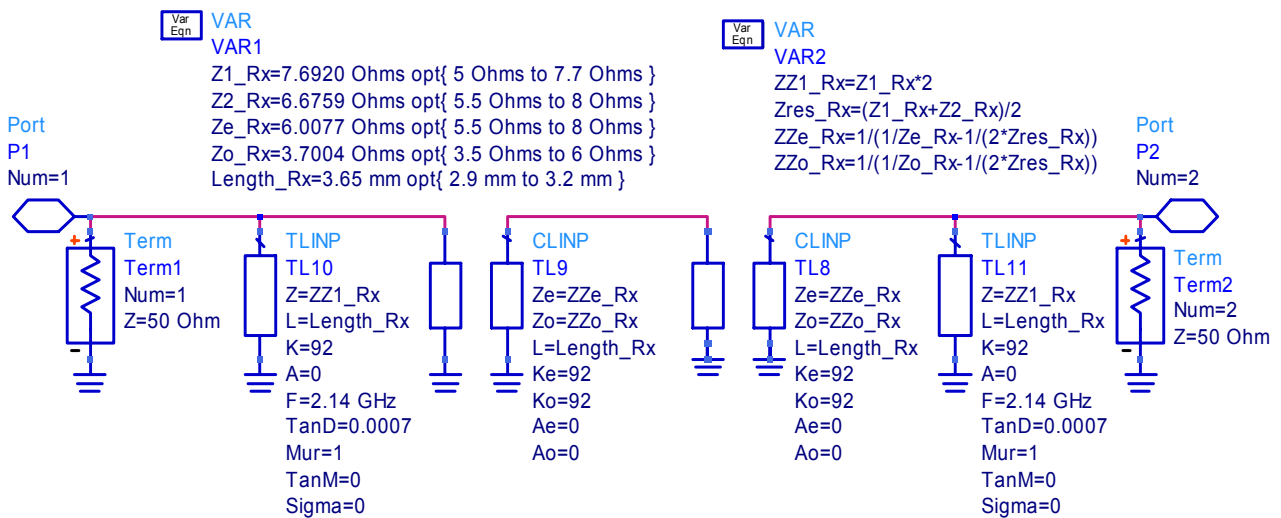 Var
Eqn
VAR
VAR1
Z1_Rx=7.6920 Ohms opt{ 5 Ohms to 7.7 Ohms }
Z2_Rx=6.6759 Ohms opt{ 5.5 Ohms to 8 Ohms }
Ze_Rx=6.0077 Ohms opt{ 5.5 Ohms to 8 Ohms }
Zo_Rx=3.7004 Ohms opt{ 3.5 Ohms to 6 Ohms }
Length_Rx=3.65 mm opt{ 2.9 mm to 3.2 mm }
Var
Eqn
VAR
VAR2
ZZ1_Rx=Z1_Rx*2
Zres_Rx=(Z1_Rx+Z2_Rx)/2
ZZe_Rx=1/(1/Ze_Rx-1/(2*Zres_Rx))
ZZo_Rx=1/(1/Zo_Rx-1/(2*Zres_Rx))
Port
P1
Num=1
Port
P2
Num=2
+
-
Term
Term1
Num=1
Z=50 Ohm
TLINP
TL10
Z=ZZ1_Rx
L=Length_Rx
K=92
A=0
F=2.14 GHz
TanD=0.0007
Mur=1
TanM=0
Sigma=0
CLINP
TL9
Ze=ZZe_Rx
Zo=ZZo_Rx
L=Length_Rx
Ke=92
Ko=92
Ae=0
Ao=0
CLINP
TL8
Ze=ZZe_Rx
Zo=ZZo_Rx
L=Length_Rx
Ke=92
Ko=92
Ae=0
Ao=0
TLINP
TL11
Z=ZZ1_Rx
L=Length_Rx
K=92
A=0
F=2.14 GHz
TanD=0.0007
Mur=1
TanM=0
Sigma=0
+
-
Term
Term2
Num=2
Z=50 Ohm